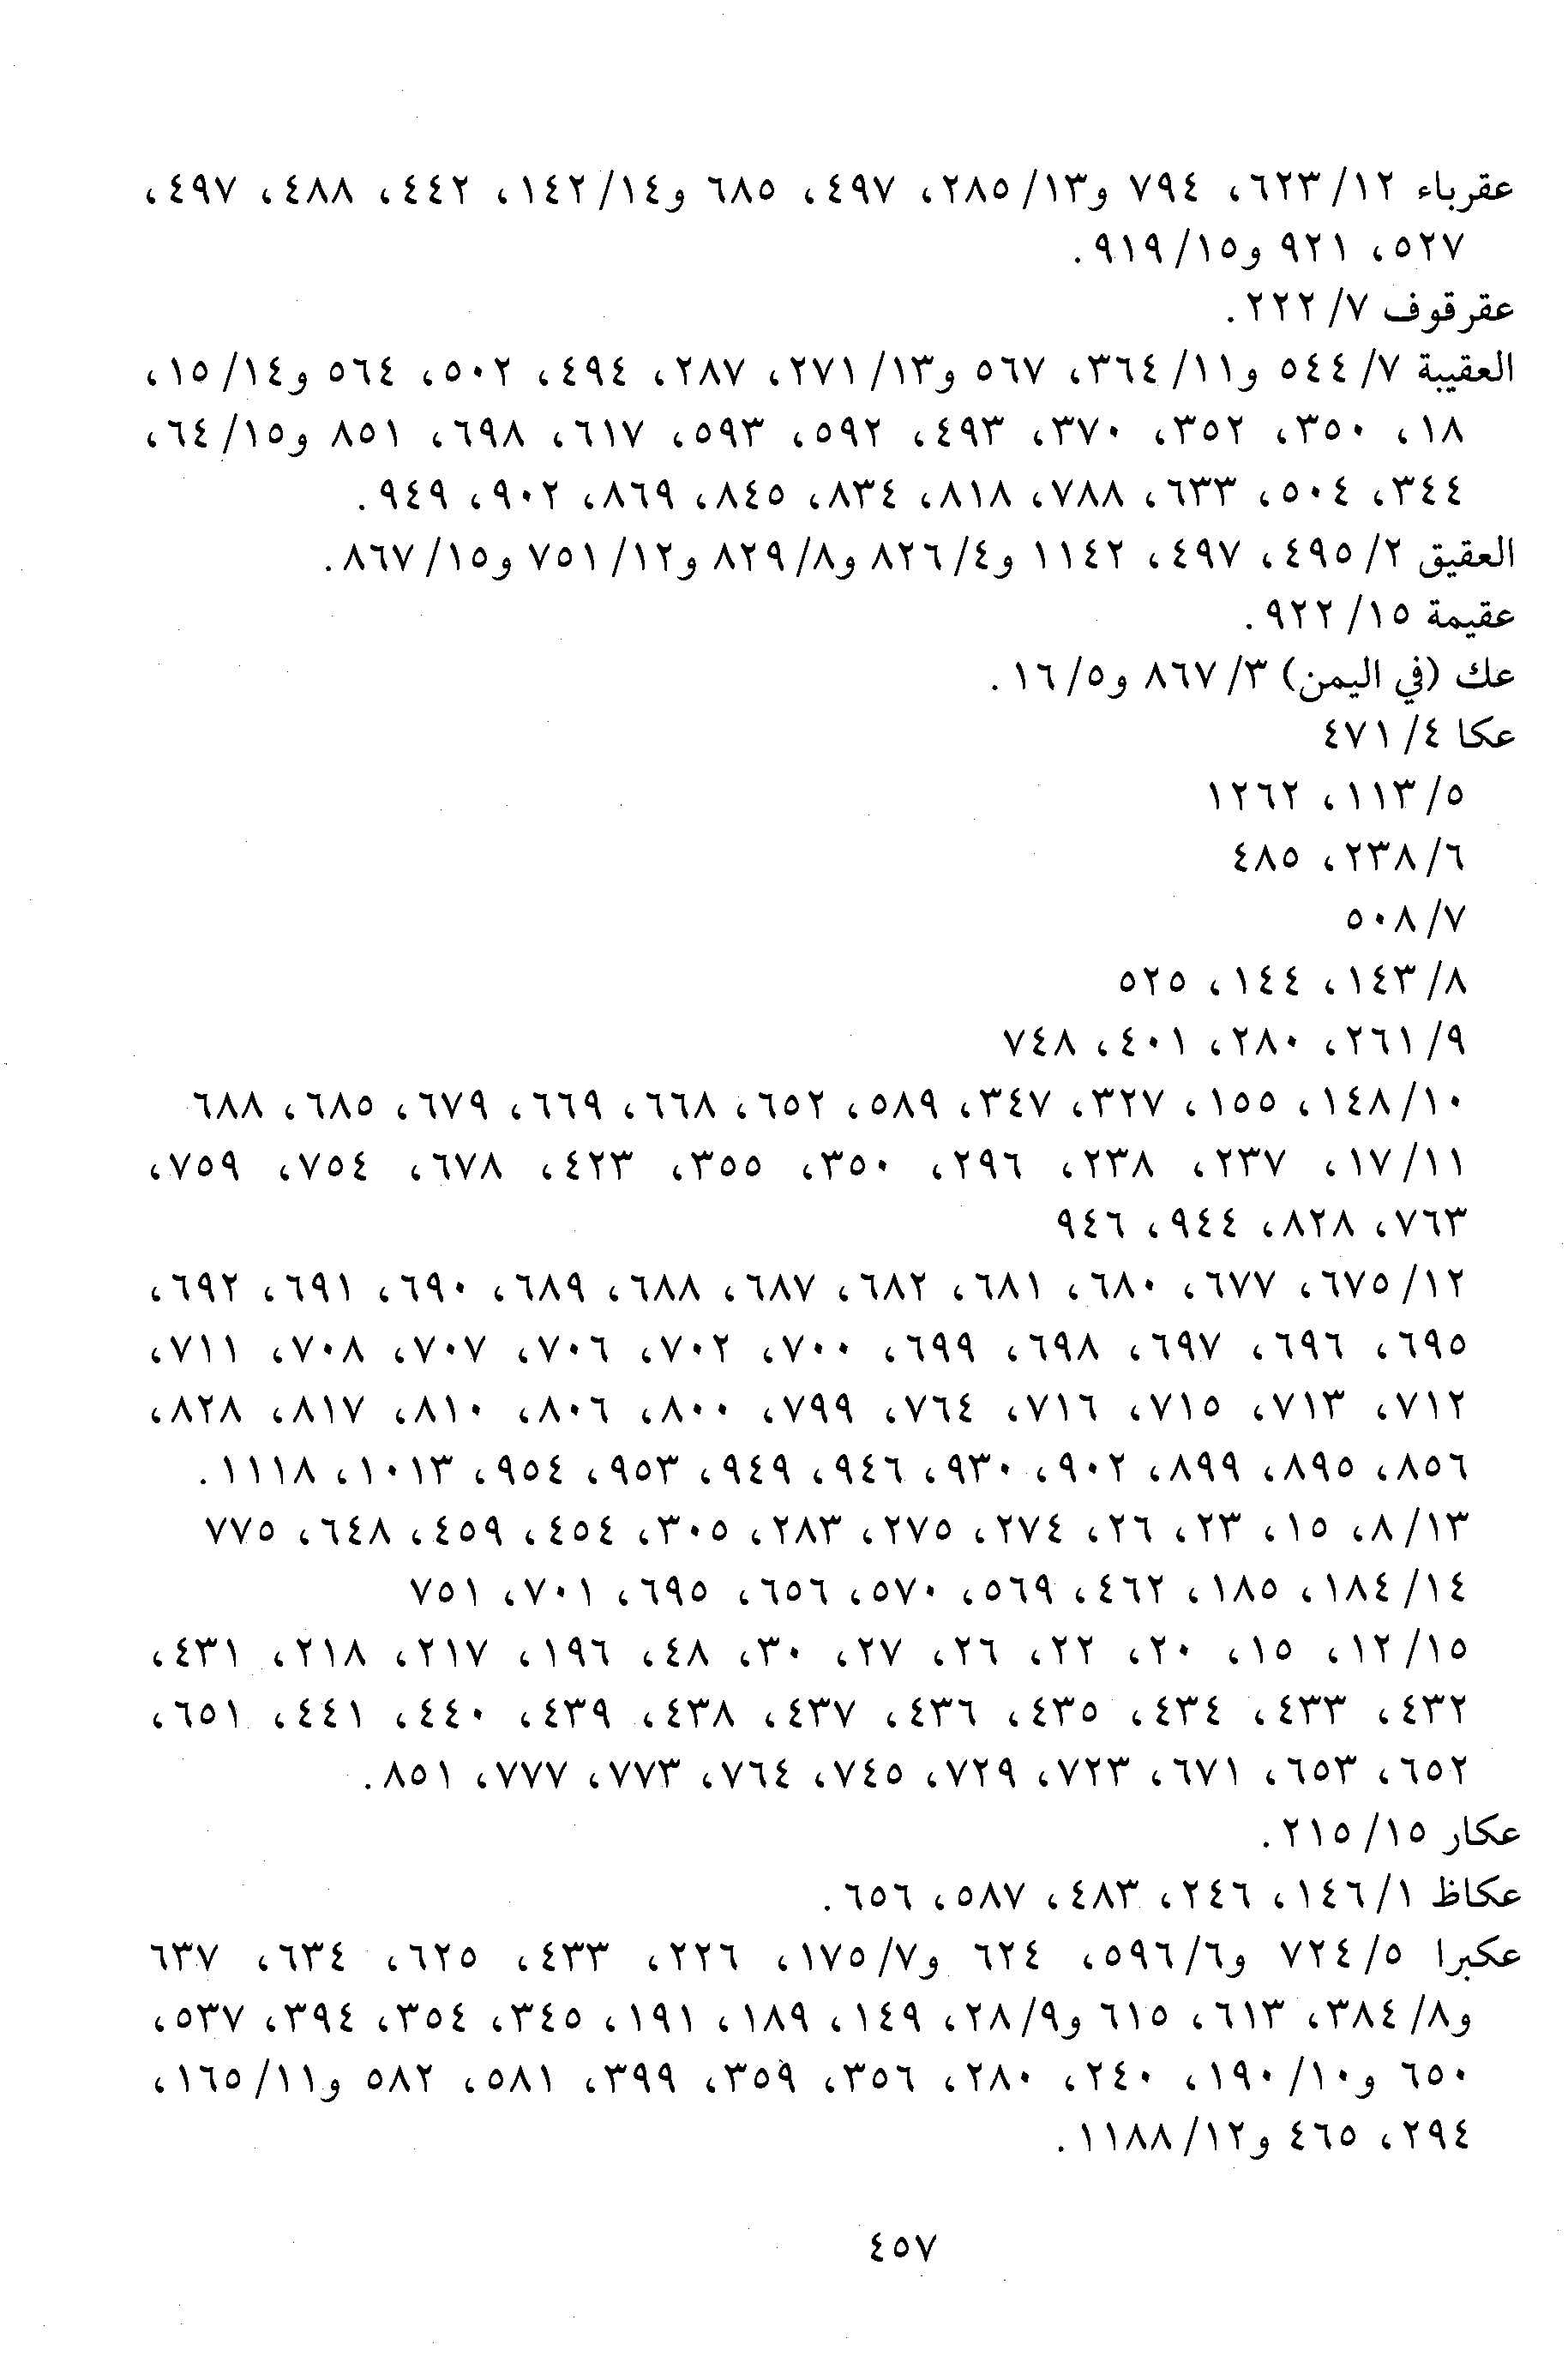 عقرباء ١٢/ ٦٢٣، ٧٩٤ و١٣/ ٢٨٥، ٤٩٧، ٦٨٥ و١٤/ ١٤٢، ٤٤٢، ٤٨٨، ٤٩٧،
٥٢٧، ٩٢١ و١٥/ ٩١٩.
عقرقوف ٧/ ٢٢٢.
العقيبة ٧/ ٥٤٤ و١١/ ٣٦٤، ٥٦٧ و١٣/ ٢٧١، ٢٨٧، ٤٩٤، ٥٠٢، ٥٦٤ و١٤/ ١٥،
١٨، ٣٥٠، ٣٥٢، ٣٧٠، ٤٩٣، ٥٩٢، ٥٩٣، ٦١٧، ٦٩٨، ٨٥١ و١٥/ ٦٤،
٣٤٤، ٥٠٤، ٦٣٣، ٧٨٨، ٨١٨، ٨٣٤، ٨٤٥، ٨٦٩، ٩٠٢، ٩٤٩.
العقيق ٢/ ٤٩٥، ٤٩٧، ١١٤٢ و٤/ ٨٢٦ و٨/ ٨٢٩ و١٢/ ٧٥١ و١٥/ ٨٦٧.
عقيمة ١٥/ ٩٢٢.
عك (في اليمن) ٣/ ٨٦٧ و٥/ ١٦.
عكا ٤/ ٤٧١
٥/ ١١٣، ١٢٦٢
٦/ ٢٣٨، ٤٨٥
٧/ ٥٠٨
٨/ ١٤٣، ١٤٤، ٥٢٥
٩/ ٢٦١، ٢٨٠، ٤٠١، ٧٤٨
١٠/ ١٤٨، ١٥٥، ٣٢٧، ٣٤٧، ٥٨٩، ٦٥٢، ٦٦٨، ٦٦٩، ٦٧٩، ٦٨٥، ٦٨٨
١١/ ١٧، ٢٣٧، ٢٣٨، ٢٩٦، ٣٥٠، ٣٥٥، ٤٢٣، ٦٧٨، ٧٥٤، ٧٥٩،
٧٦٣، ٨٢٨، ٩٤٤، ٩٤٦
١٢/ ٦٧٥، ٦٧٧، ٦٨٠، ٦٨١، ٦٨٢، ٦٨٧، ٦٨٨، ٦٨٩، ٦٩٠، ٦٩١، ٦٩٢،
٦٩٥، ٦٩٦، ٦٩٧، ٦٩٨، ٦٩٩، ٧٠٠، ٧٠٢، ٧٠٦، ٧٠٧، ٧٠٨، ٧١١،
٧١٢، ٧١٣، ٧١٥، ٧١٦، ٧٦٤، ٧٩٩، ٨٠٠، ٨٠٦، ٨١٠، ٨١٧، ٨٢٨،
٨٥٦، ٨٩٥، ٨٩٩، ٩٠٢، ٩٣٠، ٩٤٦، ٩٤٩، ٩٥٣، ٩٥٤، ١٠١٣، ١١١٨.
١٣/ ٨، ١٥، ٢٣، ٢٦، ٢٧٤، ٢٧٥، ٢٨٣، ٣٠٥، ٤٥٤، ٤٥٩، ٦٤٨، ٧٧٥
١٤/ ١٨٤، ١٨٥، ٤٦٢، ٥٦٩، ٥٧٠، ٦٥٦، ٦٩٥، ٧٠١، ٧٥١
١٥/ ١٢، ١٥، ٢٠، ٢٢، ٢٦، ٢٧، ٣٠، ٤٨، ١٩٦، ٢١٧، ٢١٨، ٤٣١،
٤٣٢، ٤٣٣، ٤٣٤، ٤٣٥، ٤٣٦، ٤٣٧، ٤٣٨، ٤٣٩، ٤٤٠، ٤٤١، ٦٥١،
٦٥٢، ٦٥٣، ٦٧١، ٧٢٣، ٧٢٩، ٧٤٥، ٧٦٤، ٧٧٣، ٧٧٧، ٨٥١.
عكار ١٥/ ٢١٥.
عكاظ ١/ ١٤٦، ٢٤٦، ٤٨٣، ٥٨٧، ٦٥٦.
عكبرا ٥/ ٧٢٤ و٦/ ٥٩٦، ٦٢٤ و٧/ ١٧٥، ٢٢٦، ٤٣٣، ٦٢٥، ٦٣٤، ٦٣٧
و٨/ ٣٨٤، ٦١٣، ٦١٥ و٩/ ٢٨، ١٤٩، ١٨٩، ١٩١، ٣٤٥، ٣٥٤، ٣٩٤، ٥٣٧،
٦٥٠ و١٠/ ١٩٠، ٢٤٠، ٢٨٠، ٣٥٦، ٣٥٩، ٣٩٩، ٥٨١، ٥٨٢ و١١/ ١٦٥،
٢٩٤، ٤٦٥ و١٢/ ١١٨٨.
٤٥٧